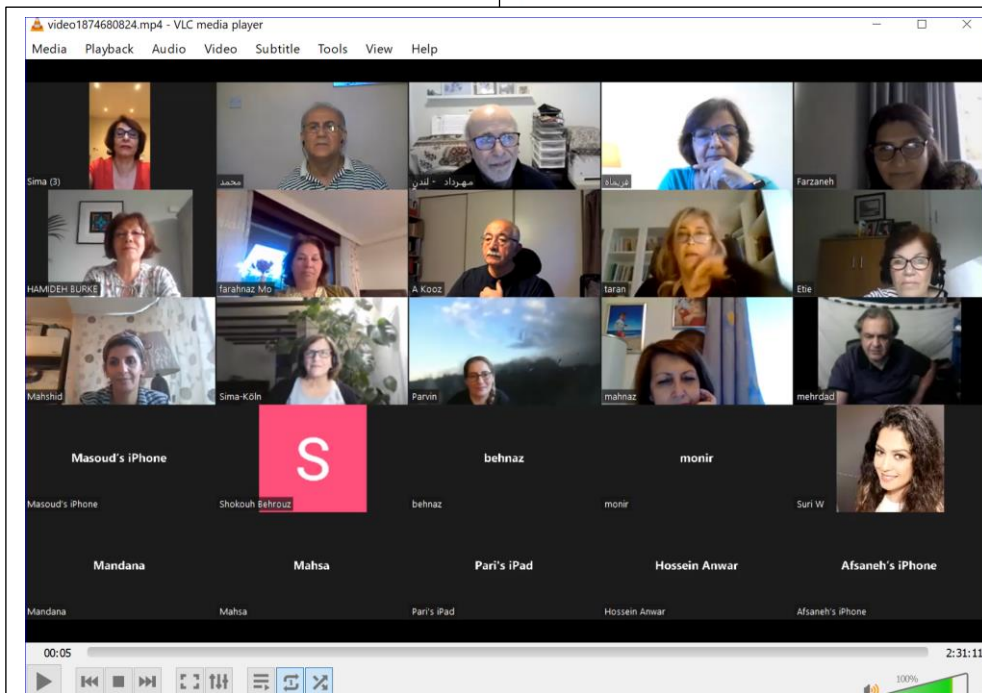 video1874680824.mp4 - VLC media player
Media Playback Audio Video Subtitle Tools View Help
Sima (3)
محمد
مهرداد - لندن
فریماه
Farzaneh
HAMIDEH BURKE
farahnaz Mo
A Kooz
taran
Etie
Mahshid
Sima-Köln
Parvin
mahnaz
mehrdad
Masoud's iPhone
S
behnaz
monir
Masoud's iPhone
Shokouh Behrouz
behnaz
monir
Suri W
Mandana
Mahsa
Pari's iPad
Hossein Anwar
Afsaneh's iPhone
Mandana
Mahsa
Pari's iPad
Hossein Anwar
Afsaneh's iPhone
00:05
2:31:11
100%